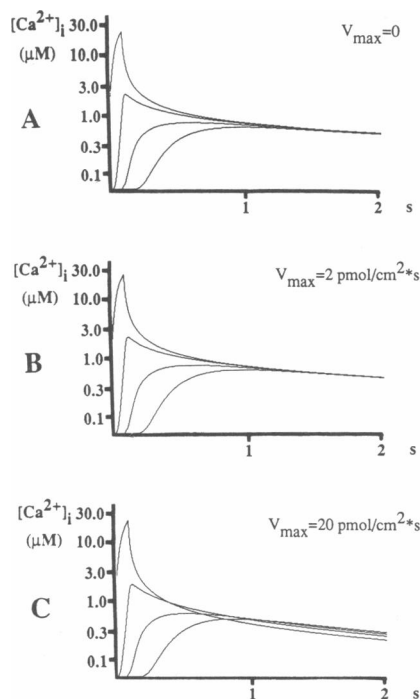 [Ca²⁺]i 30.0
(μM) 10.0
3.0
A
1.0
0.3
0.1
Vmax=0
1 2 s
[Ca²⁺]i 30.0
(μM) 10.0
3.0
B
1.0
0.3
0.1
Vmax=2 pmol/cm²*s
1 2 s
[Ca²⁺]i 30.0
(μM) 10.0
3.0
C
1.0
0.3
0.1
Vmax=20 pmol/cm²*s
1 2 s